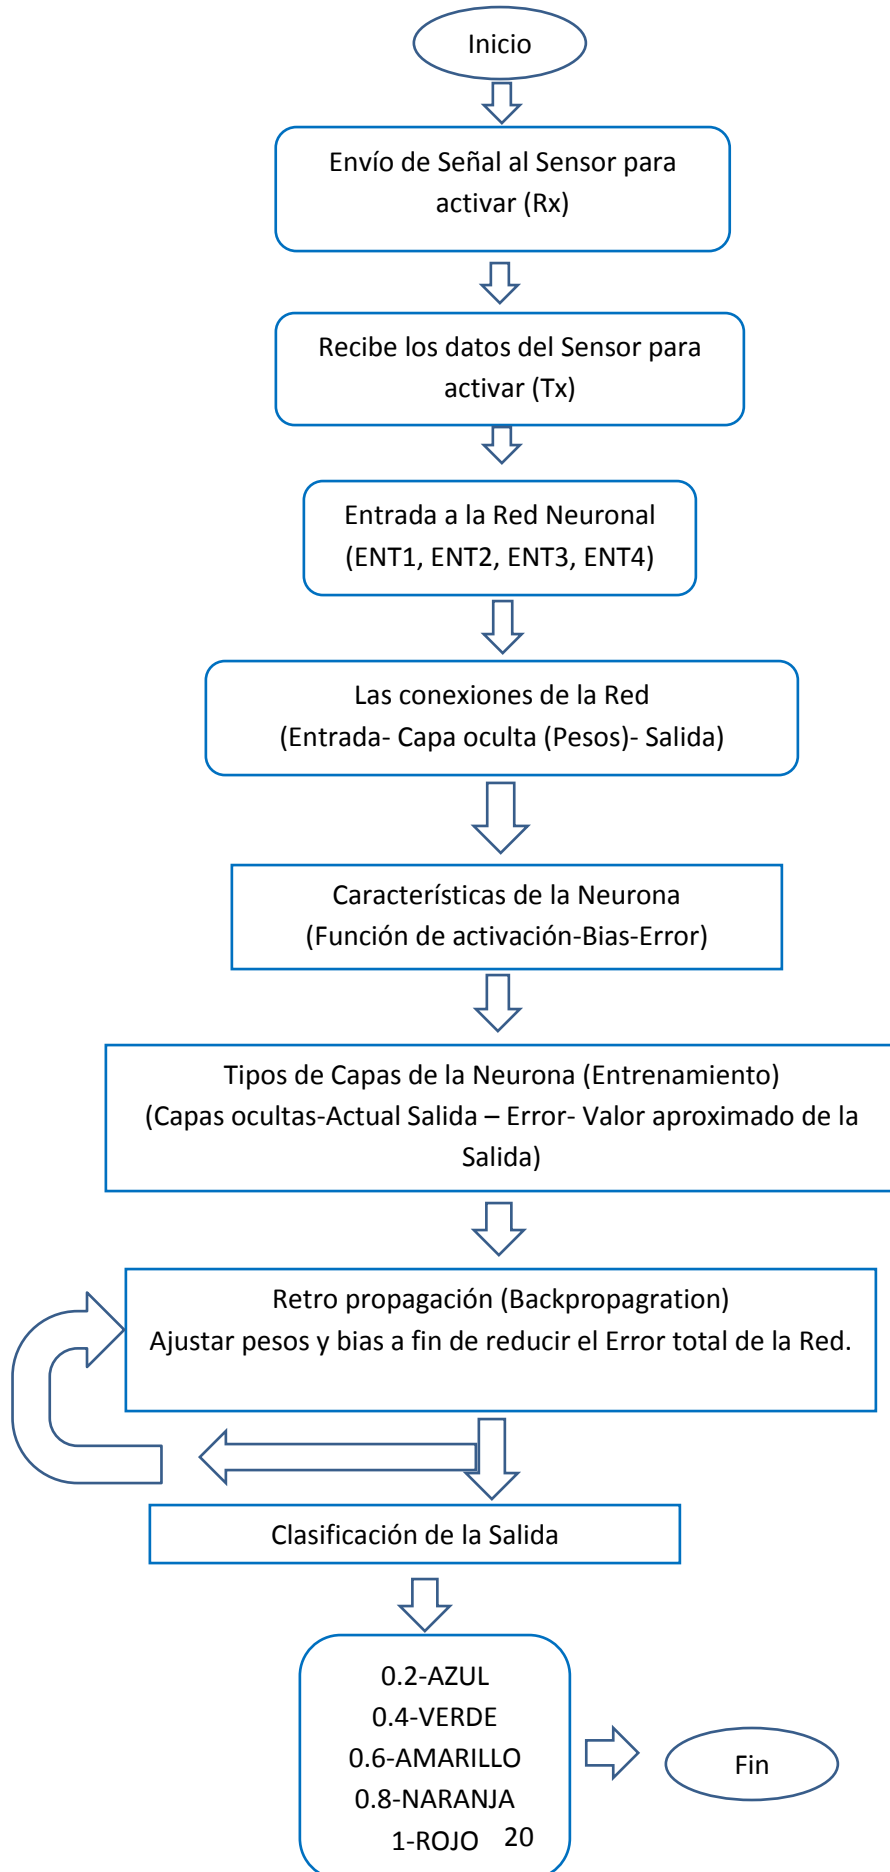 Inicio
Envío de Señal al Sensor para
activar (Rx)
Recibe los datos del Sensor para
activar (Tx)
Entrada a la Red Neuronal
(ENT1, ENT2, ENT3, ENT4)
Las conexiones de la Red
(Entrada- Capa oculta (Pesos)- Salida)
Características de la Neurona
(Función de activación-Bias-Error)
Tipos de Capas de la Neurona (Entrenamiento)
(Capas ocultas-Actual Salida – Error- Valor aproximado de la
Salida)
Retro propagación (Backpropagration)
Ajustar pesos y bias a fin de reducir el Error total de la Red.
Clasificación de la Salida
0.2-AZUL
0.4-VERDE
0.6-AMARILLO
0.8-NARANJA
1-ROJO
20
Fin